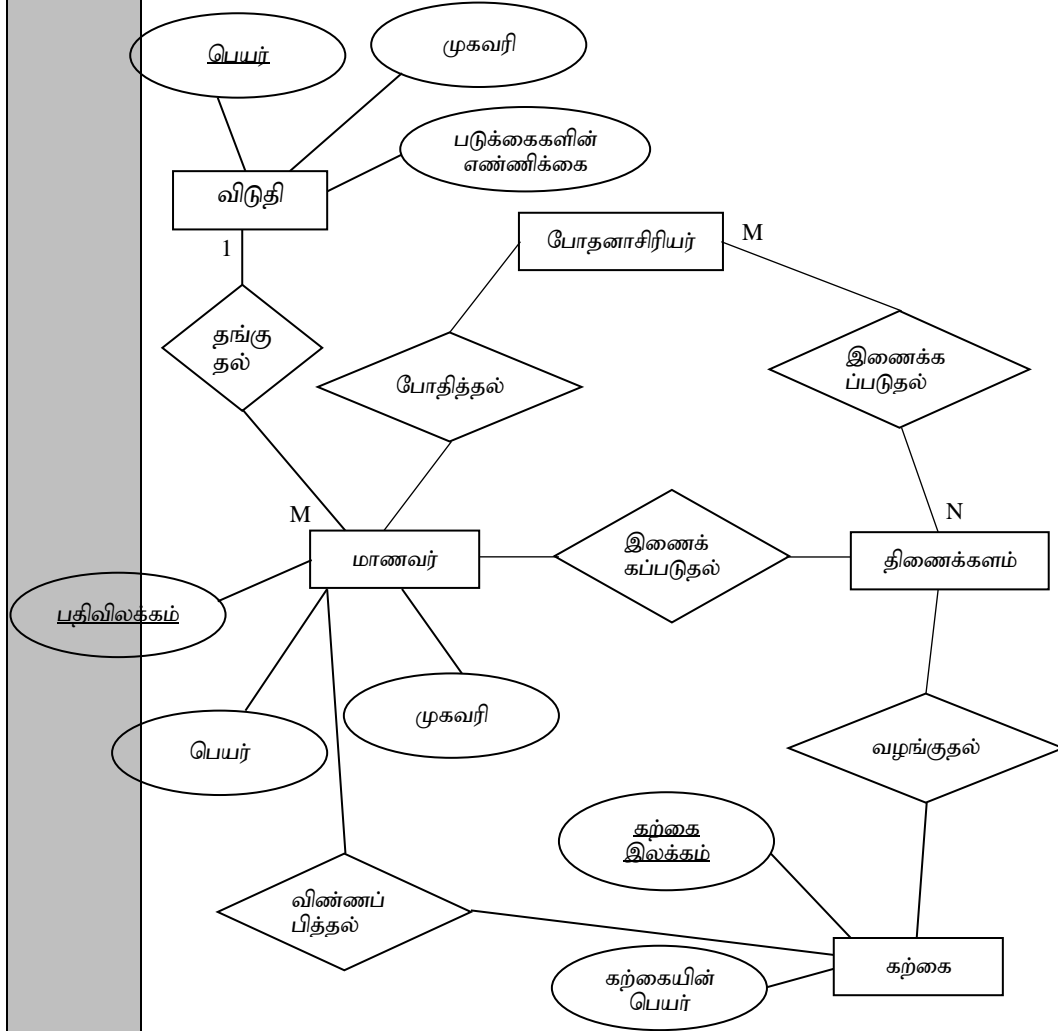 பெயர்
முகவரி
படுக்கைகளின்
எண்ணிக்கை
விடுதி
1
போதனாசிரியர்
M
தங்கு
தல்
போதித்தல்
இணைக்க
ப்படுதல்
M
N
மாணவர்
இணைக்
கப்படுதல்
திணைக்களம்
பதிவிலக்கம்
முகவரி
பெயர்
வழங்குதல்
கற்கை
இலக்கம்
விண்ணப்
பித்தல்
கற்கை
கற்கையின்
பெயர்